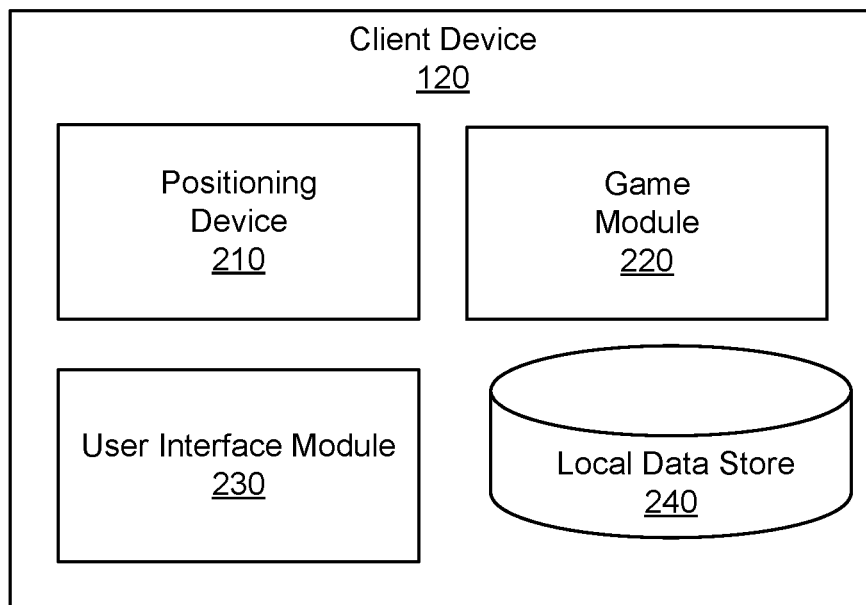 Client Device
120
Positioning
Device
210
Game
Module
220
User Interface Module
230
Local Data Store
240